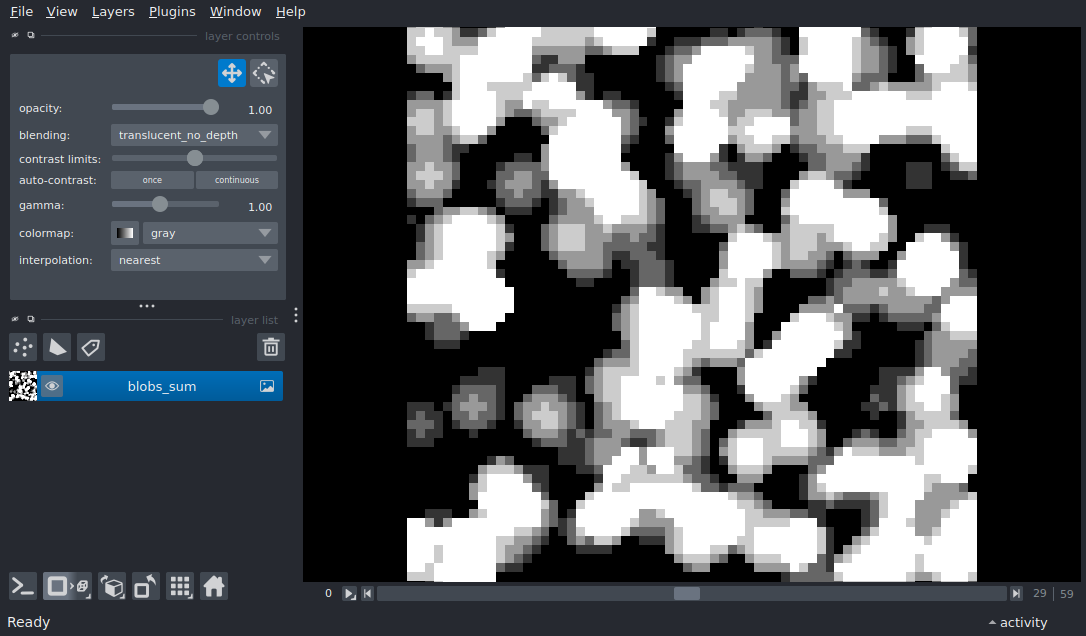 File View Layers Plugins Window Help
layer controls
opacity: 1.00
blending: translucent_no_depth
contrast limits:
auto-contrast: once continuous
gamma: 1.00
colormap: gray
interpolation: nearest
layer list
blobs_sum
0 29 59
Ready activity